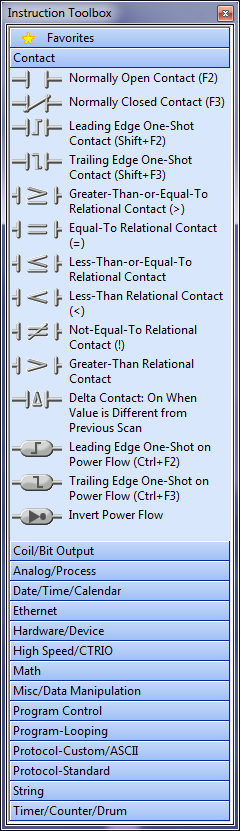 Instruction Toolbox
Favorites
Contact
Normally Open Contact (F2)
Normally Closed Contact (F3)
Leading Edge One-Shot
Contact (Shift+F2)
Trailing Edge One-Shot
Contact (Shift+F3)
Greater-Than-or-Equal-To
Relational Contact (>)
Equal-To Relational Contact
(=)
Less-Than-or-Equal-To
Relational Contact
Less-Than Relational Contact
(<)
Not-Equal-To Relational
Contact (!)
Greater-Than Relational
Contact
Delta Contact: On When
Value is Different from
Previous Scan
Leading Edge One-Shot on
Power Flow (Ctrl+F2)
Trailing Edge One-Shot on
Power Flow (Ctrl+F3)
Invert Power Flow
Coil/Bit Output
Analog/Process
Date/Time/Calendar
Ethernet
Hardware/Device
High Speed/CTRIO
Math
Misc/Data Manipulation
Program Control
Program-Looping
Protocol-Custom/ASCII
Protocol-Standard
String
Timer/Counter/Drum